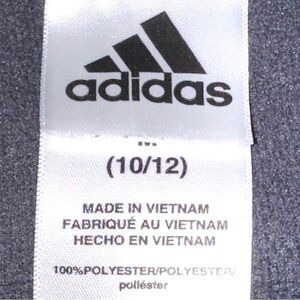 adidas
M
(10/12)
MADE IN VIETNAM
FABRIQUÉ AU VIETNAM
HECHO EN VIETNAM
100%POLYESTER/POLYESTER/
poliéster